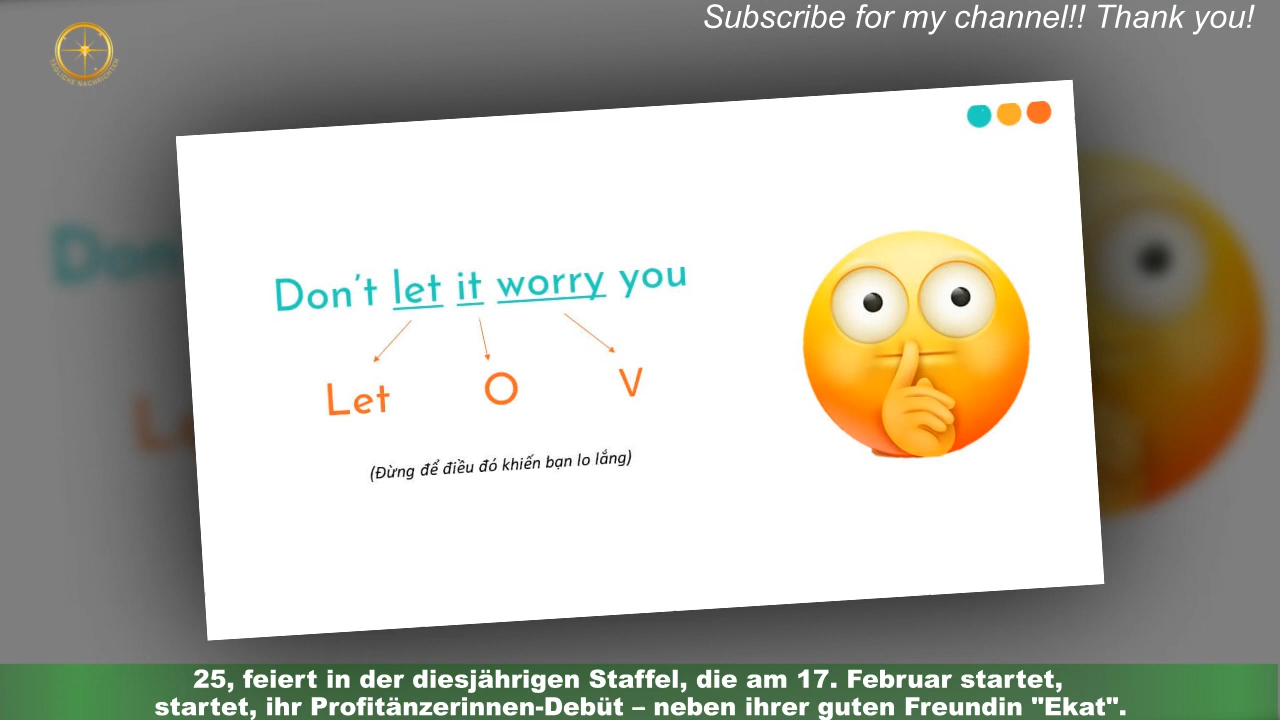 Subscribe for my channel!! Thank you!
TÄGLICHE NACHRICHTEN
Don't let it worry you
Let O V
(Đừng để điều đó khiến bạn lo lắng)
25, feiert in der diesjährigen Staffel, die am 17. Februar startet,
startet, ihr Profitänzerinnen-Debüt – neben ihrer guten Freundin "Ekat".